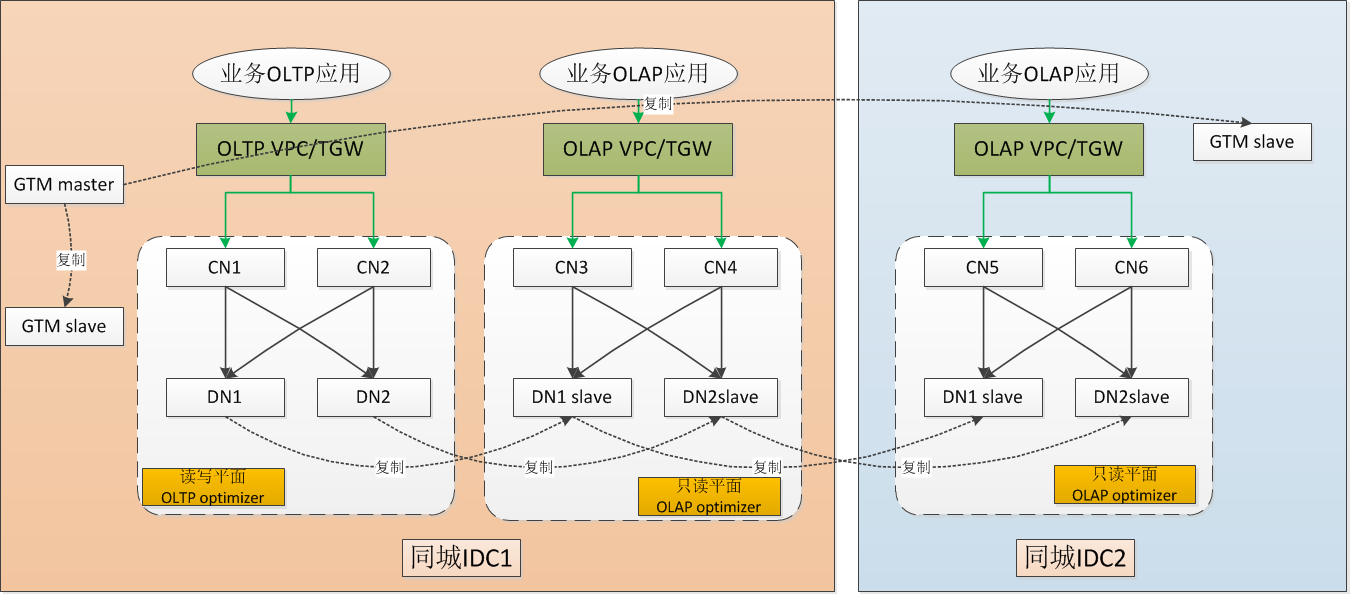 业务OLTP应用
业务OLAP应用
业务OLAP应用
复制
OLTP VPC/TGW
OLAP VPC/TGW
OLAP VPC/TGW
GTM slave
GTM master
复制
GTM slave
CN1
CN2
CN3
CN4
CN5
CN6
DN1
DN2
DN1 slave
DN2slave
DN1 slave
DN2slave
复制
复制
复制
复制
读写平面
OLTP optimizer
只读平面
OLAP optimizer
只读平面
OLAP optimizer
同城IDC1
同城IDC2